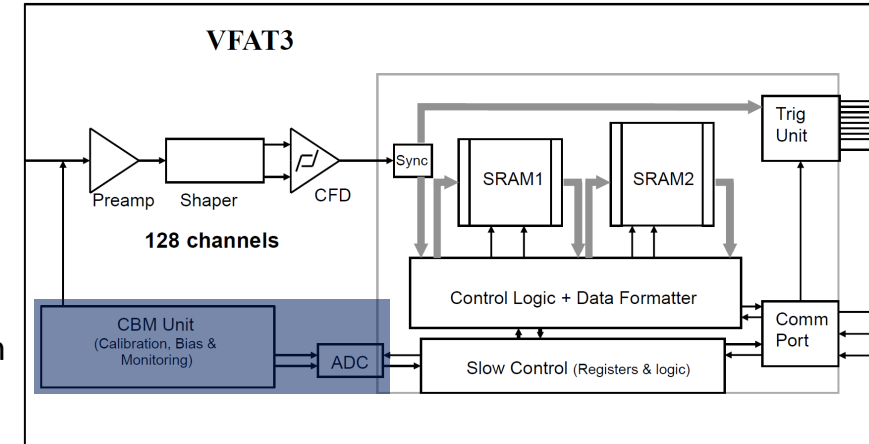 VFAT3
Preamp
Shaper
CFD
128 channels
Sync
SRAM1
SRAM2
Trig
Unit
Control Logic + Data Formatter
CBM Unit
(Calibration, Bias &
Monitoring)
ADC
Slow Control (Registers & logic)
Comm
Port
n